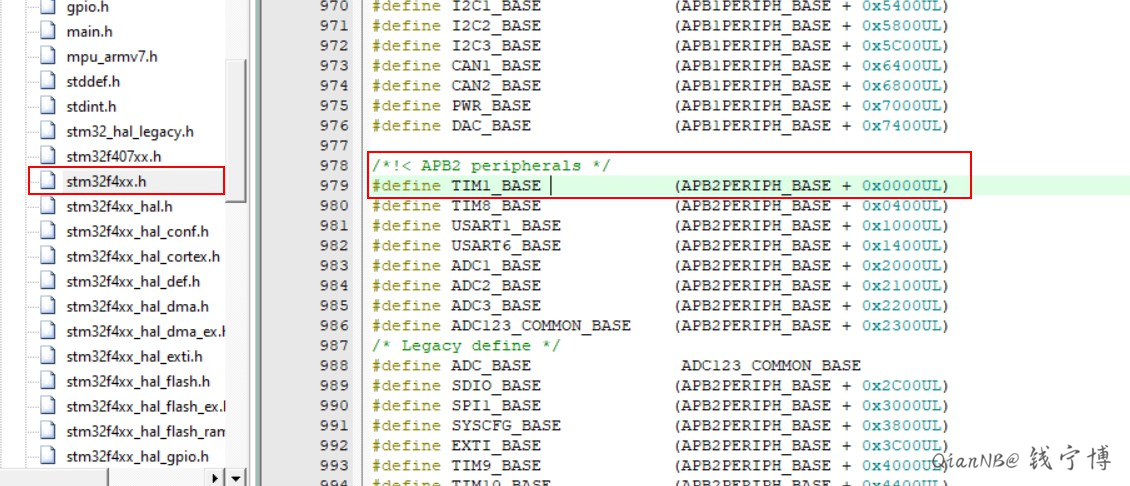 gpio.h
main.h
mpu_armv7.h
stddef.h
stdint.h
stm32_hal_legacy.h
stm32f407xx.h
stm32f4xx.h
stm32f4xx_hal.h
stm32f4xx_hal_conf.h
stm32f4xx_hal_cortex.h
stm32f4xx_hal_def.h
stm32f4xx_hal_dma.h
stm32f4xx_hal_dma_ex.h
stm32f4xx_hal_exti.h
stm32f4xx_hal_flash.h
stm32f4xx_hal_flash_ex.h
stm32f4xx_hal_flash_ram
stm32f4xx_hal_gpio.h
970 #define I2C1_BASE (APB1PERIPH_BASE + 0x5400UL)
971 #define I2C2_BASE (APB1PERIPH_BASE + 0x5800UL)
972 #define I2C3_BASE (APB1PERIPH_BASE + 0x5C00UL)
973 #define CAN1_BASE (APB1PERIPH_BASE + 0x6400UL)
974 #define CAN2_BASE (APB1PERIPH_BASE + 0x6800UL)
975 #define PWR_BASE (APB1PERIPH_BASE + 0x7000UL)
976 #define DAC_BASE (APB1PERIPH_BASE + 0x7400UL)
977
978 /*!< APB2 peripherals */
979 #define TIM1_BASE (APB2PERIPH_BASE + 0x0000UL)
980 #define TIM8_BASE (APB2PERIPH_BASE + 0x0400UL)
981 #define USART1_BASE (APB2PERIPH_BASE + 0x1000UL)
982 #define USART6_BASE (APB2PERIPH_BASE + 0x1400UL)
983 #define ADC1_BASE (APB2PERIPH_BASE + 0x2000UL)
984 #define ADC2_BASE (APB2PERIPH_BASE + 0x2100UL)
985 #define ADC3_BASE (APB2PERIPH_BASE + 0x2200UL)
986 #define ADC123_COMMON_BASE (APB2PERIPH_BASE + 0x2300UL)
987 /* Legacy define */
988 #define ADC_BASE ADC123_COMMON_BASE
989 #define SDIO_BASE (APB2PERIPH_BASE + 0x2C00UL)
990 #define SPI1_BASE (APB2PERIPH_BASE + 0x3000UL)
991 #define SYSCFG_BASE (APB2PERIPH_BASE + 0x3800UL)
992 #define EXTI_BASE (APB2PERIPH_BASE + 0x3C00UL)
993 #define TIM9_BASE (APB2PERIPH_BASE + 0x4000UL)
994 #define TIM10_BASE (APB2PERIPH_BASE + 0x4400UL)
QianNB@钱宁博